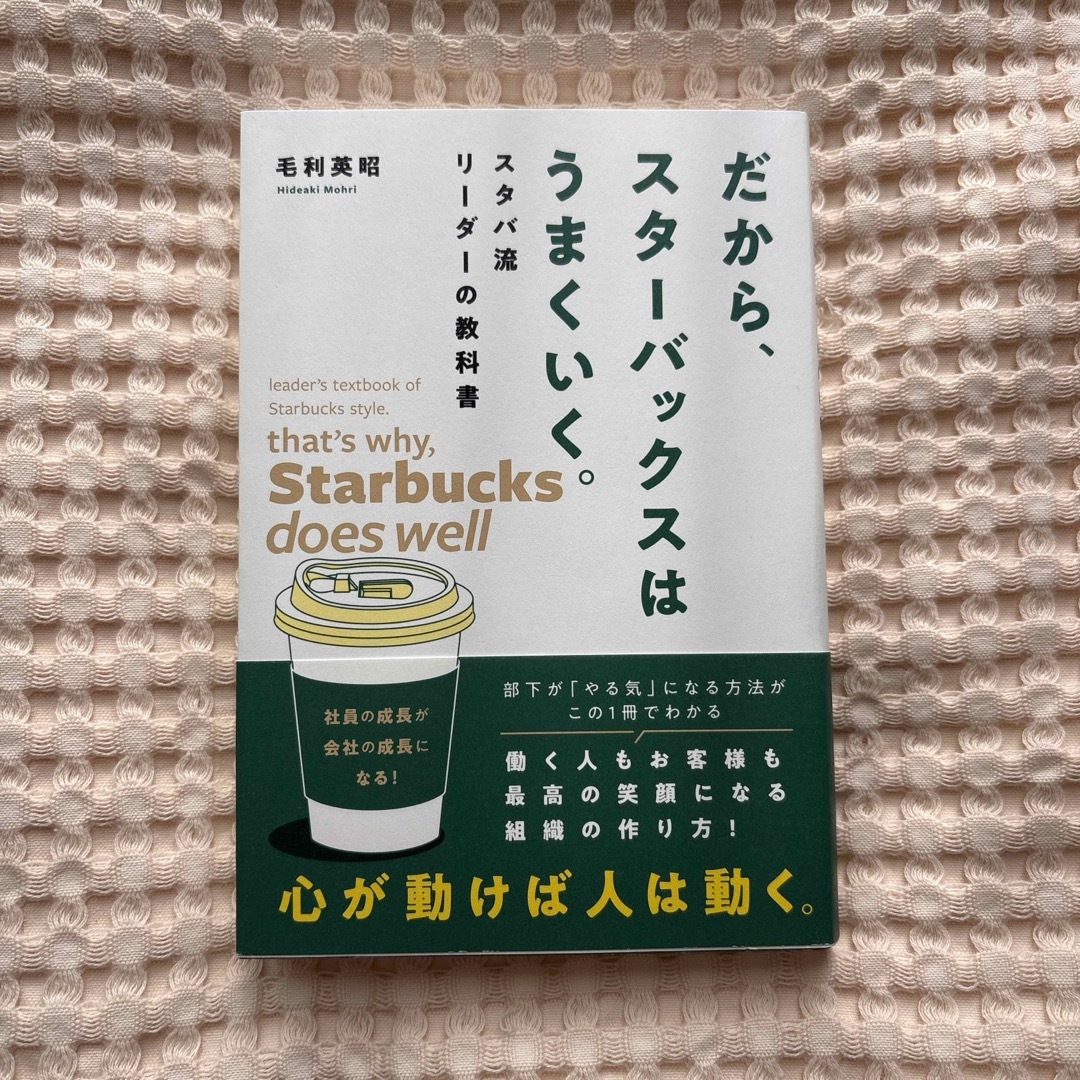 だから、
スターバックスは
うまくいく。
スタバ流
リーダーの教科書
毛利英昭
Hideaki Mohri
leader's textbook of
Starbucks style.
that's why,
Starbucks
does well
社員の成長が
会社の成長に
なる!
部下が「やる気」になる方法が
この1冊でわかる
働く人もお客様も
最高の笑顔になる
組織の作り方!
心が動けば人は動く。